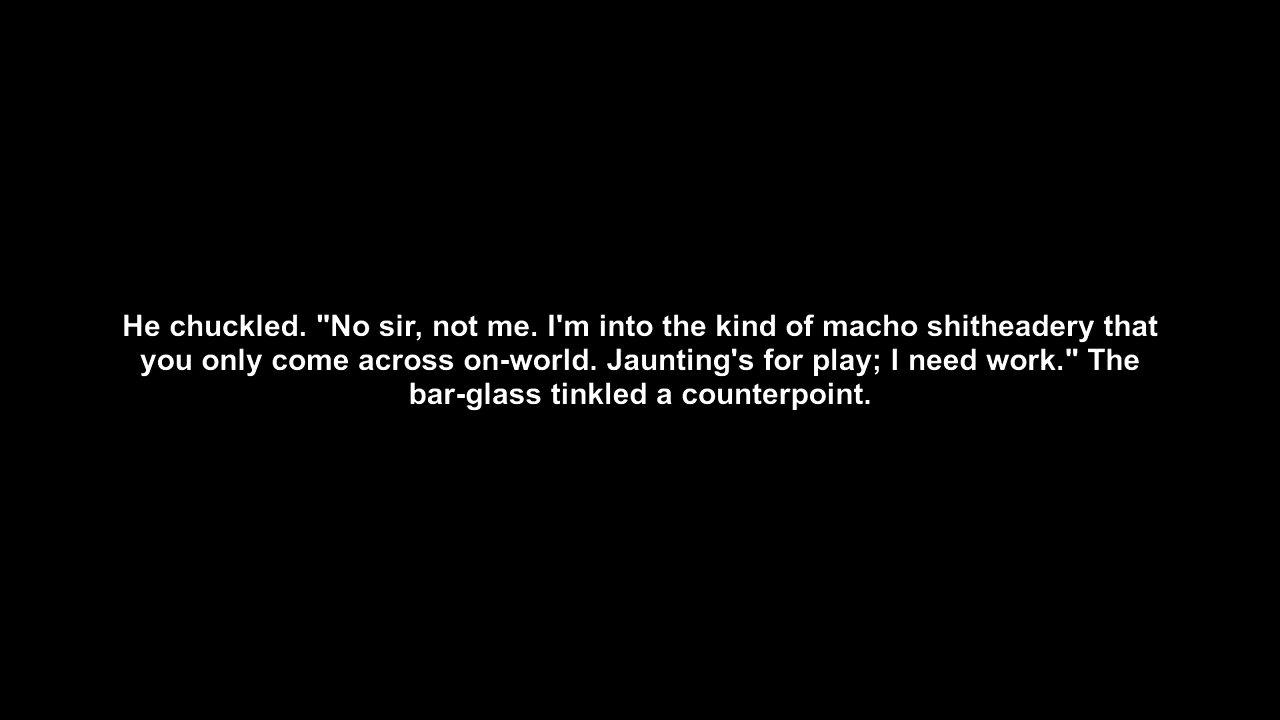 He chuckled. "No sir, not me. I'm into the kind of macho shitheadery that
you only come across on-world. Jaunting's for play; I need work." The
bar-glass tinkled a counterpoint.